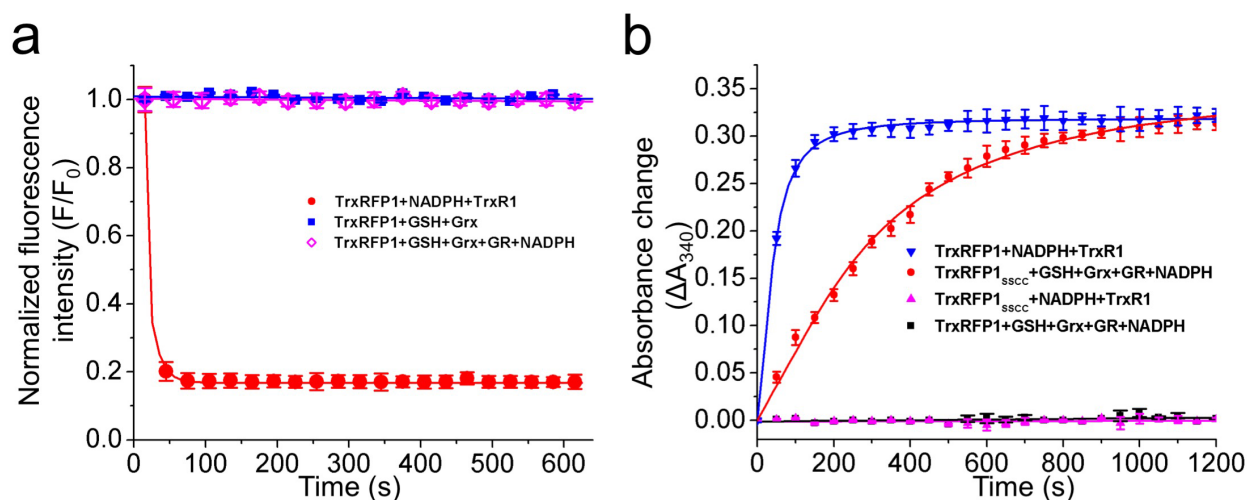 a
Normalized fluorescence
intensity (F/F0)
1.0
0.8
0.6
0.4
0.2
0.0
TrxRFP1+NADPH+TrxR1
TrxRFP1+GSH+Grx
TrxRFP1+GSH+Grx+GR+NADPH
0 100 200 300 400 500 600
Time (s)
b
Absorbance change
(ΔA340)
0.35
0.30
0.25
0.20
0.15
0.10
0.05
0.00
TrxRFP1+NADPH+TrxR1
TrxRFP1SSCC+GSH+Grx+GR+NADPH
TrxRFP1SSCC+NADPH+TrxR1
TrxRFP1+GSH+Grx+GR+NADPH
0 200 400 600 800 1000 1200
Time (s)